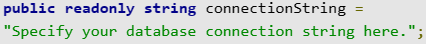 public readonly string connectionString =
"Specify your database connection string here.";